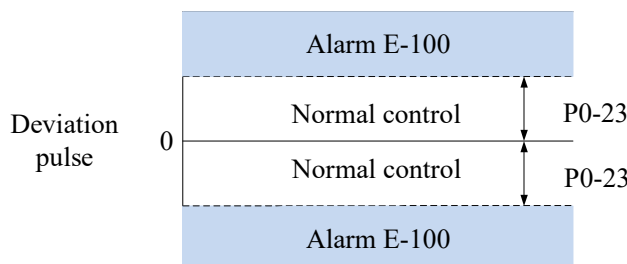 Alarm E-100
Normal control
P0-23
Deviation
pulse
0
Normal control
P0-23
Alarm E-100